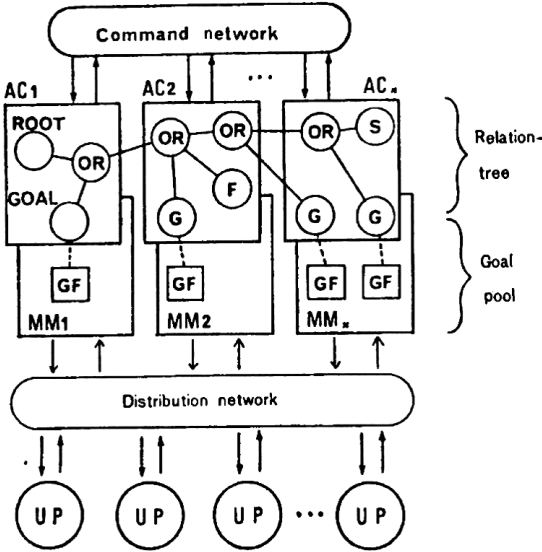 Command network
AC1
AC2
...
ACn
ROOT
OR
GOAL
OR
OR
G
F
OR
S
G
G
Relation-
tree
GF
GF
GF
GF
Goal
pool
MM1
MM2
MMn
Distribution network
UP
UP
UP
...
UP